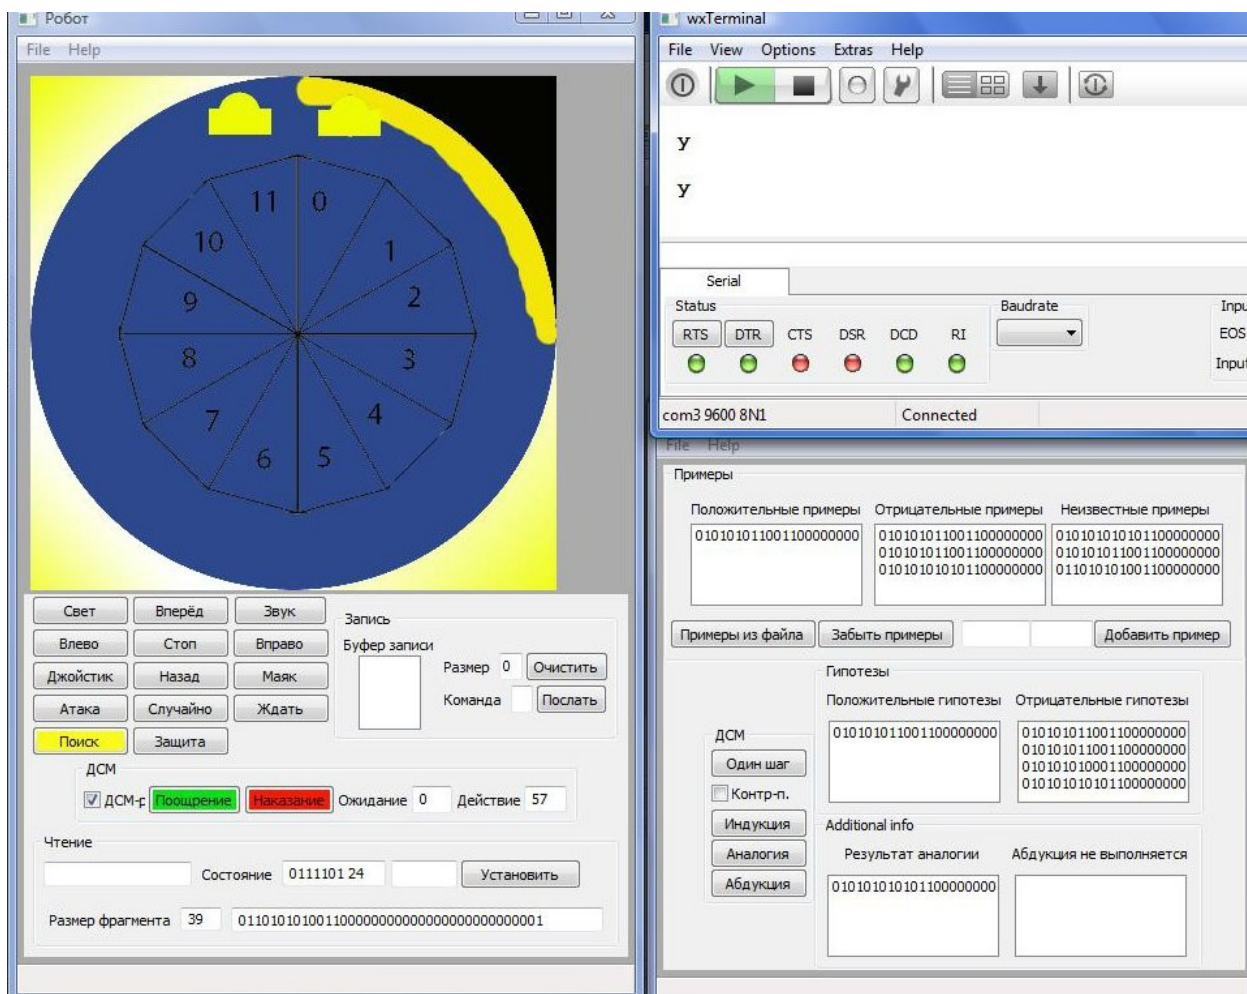 Робот
File Help
11 0
10 1
9 2
8 3
7 4
6 5
Свет Вперёд Звук
Влево Стоп Вправо
Джойстик Назад Маяк
Атака Случайно Ждать
Поиск Защита
Запись
Буфер записи
Размер 0 Очистить
Команда Послать
ДСМ
ДСМ-р Поощрение Наказание Ожидание 0 Действие 57
Чтение
Состояние 0111101 24 Установить
Размер фрагмента 39 011010101001100000000000000000000000001
wxTerminal
File View Options Extras Help
y
y
Serial
Status Baudrate Inpu
RTS DTR CTS DSR DCD RI EOS
Input
com3 9600 8N1 Connected
File Help
Примеры
Положительные примеры Отрицательные примеры Неизвестные примеры
01010101100110000000 01010101100110000000 01010101010110000000
01010101100110000000 01010101100110000000
01010101010110000000 01101010100110000000
Примеры из файла Забыть примеры Добавить пример
Гипотезы
Положительные гипотезы Отрицательные гипотезы
01010101100110000000 01010101100110000000
01010101100110000000
01010101000110000000
01010101010110000000
ДСМ
Один шаг
Контр-п.
Индукция
Аналогия
Абдукция
Additional info
Результат аналогии Абдукция не выполняется
01010101010110000000